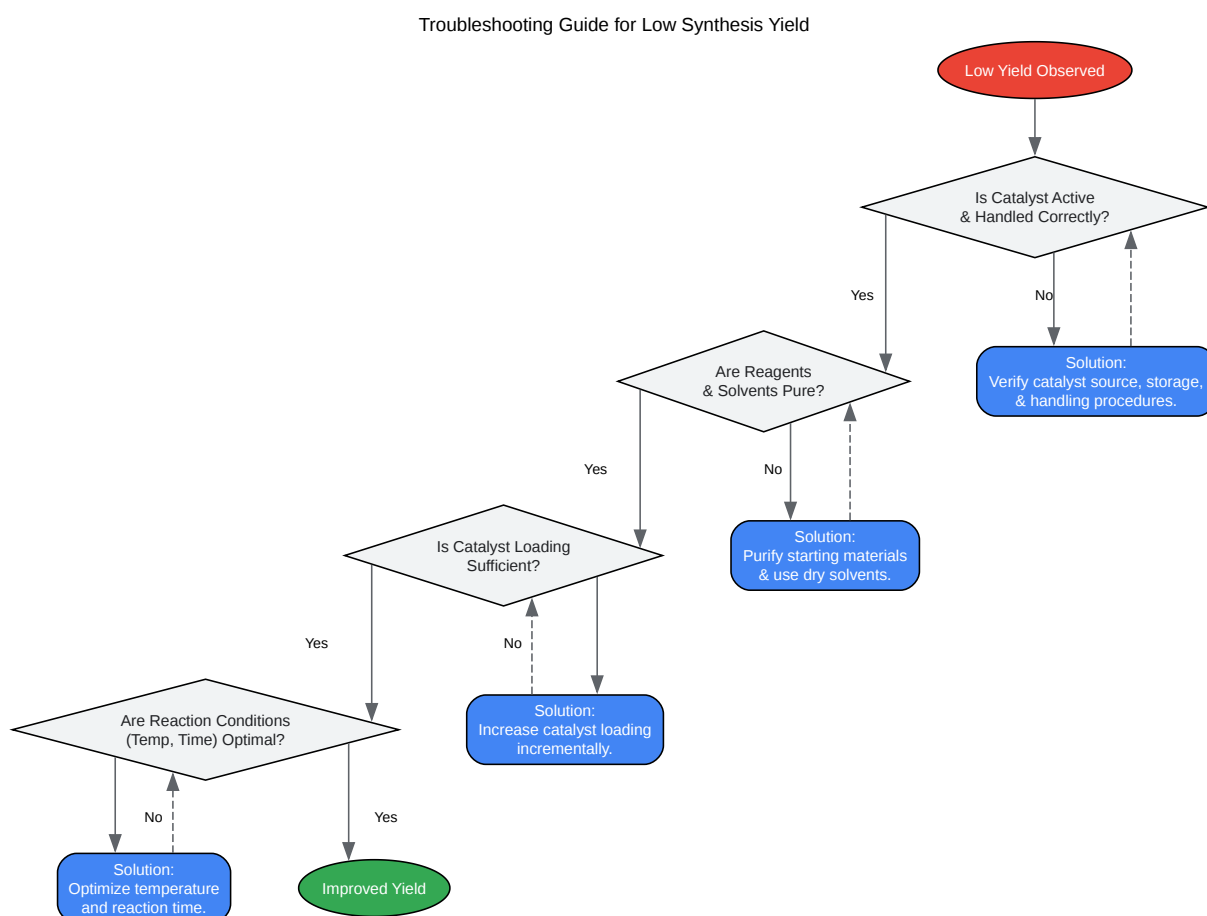 Troubleshooting Guide for Low Synthesis Yield
Low Yield Observed
Is Catalyst Active
& Handled Correctly?
Yes
No
Solution:
Verify catalyst source, storage,
& handling procedures.
Are Reagents
& Solvents Pure?
Yes
No
Solution:
Purify starting materials
& use dry solvents.
Is Catalyst Loading
Sufficient?
Yes
No
Solution:
Increase catalyst loading
incrementally.
Are Reaction Conditions
(Temp, Time) Optimal?
No
Yes
Solution:
Optimize temperature
and reaction time.
Improved Yield